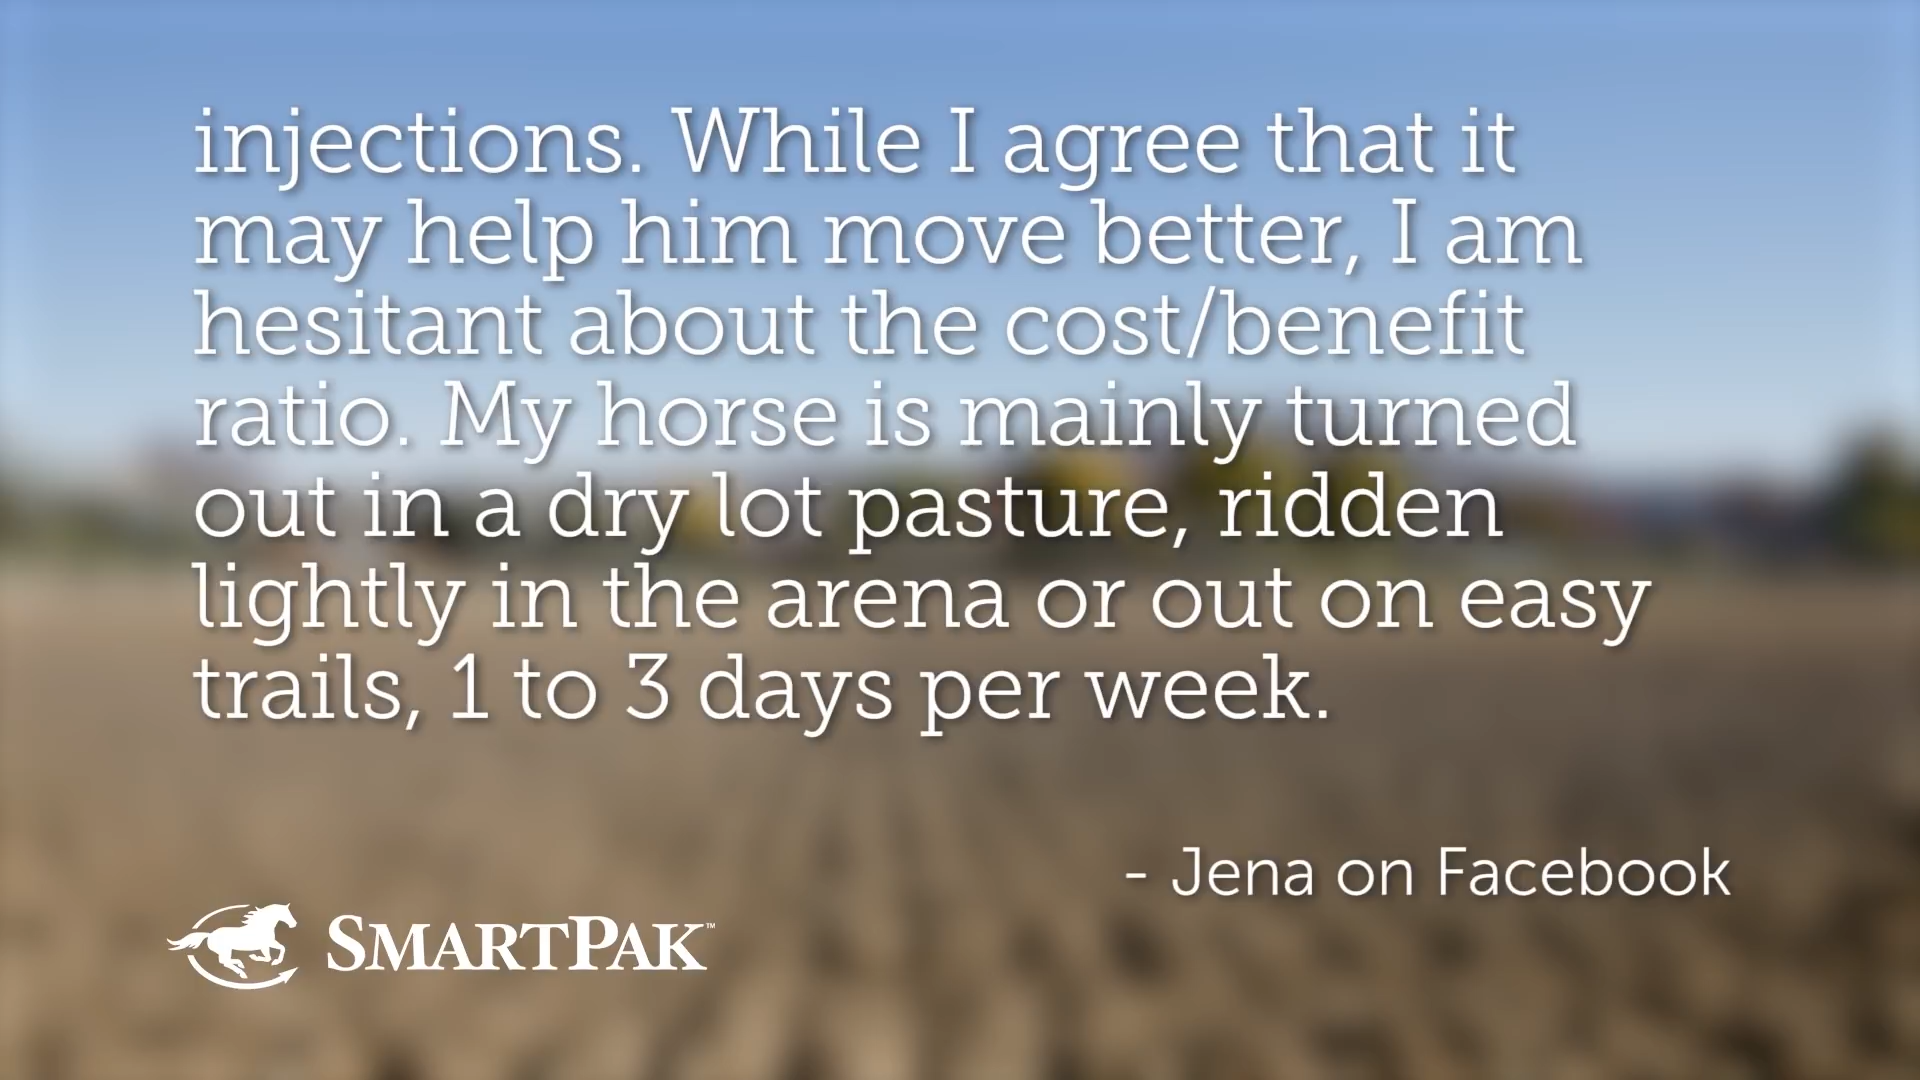 injections. While I agree that it
may help him move better, I am
hesitant about the cost/benefit
ratio. My horse is mainly turned
out in a dry lot pasture, ridden
lightly in the arena or out on easy
trails, 1 to 3 days per week.
- Jena on Facebook
SMARTPAK™